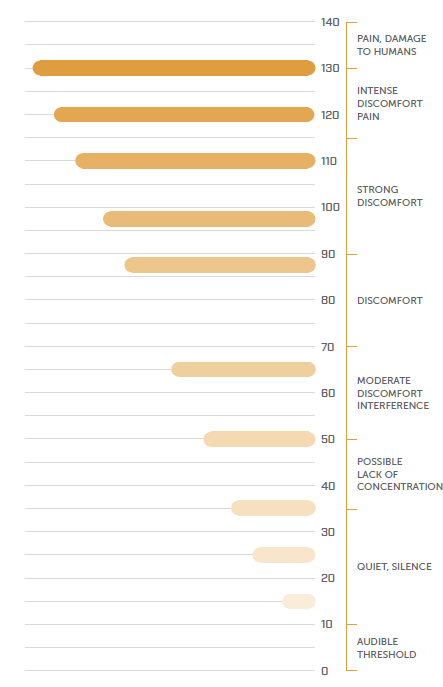 140
PAIN, DAMAGE
TO HUMANS
130
INTENSE
DISCOMFORT
PAIN
120
110
STRONG
DISCOMFORT
100
90
DISCOMFORT
80
70
MODERATE
DISCOMFORT
INTERFERENCE
60
50
POSSIBLE
LACK OF
CONCENTRATION
40
30
QUIET, SILENCE
20
10
AUDIBLE
THRESHOLD
0